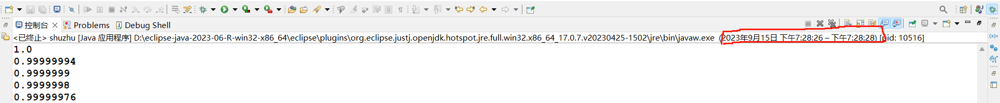 控制台 Problems Debug Shell
<已终止> shuzhu [Java 应用程序] D:\eclipse-java-2023-06-R-win32-x86_64\eclipse\plugins\org.eclipse.justj.openjdk.hotspot.jre.full.win32.x86_64_17.0.7.v20230425-1502\jre\bin\javaw.exe (2023年9月15日 下午7:28:26 – 下午7:28:28) [pid: 10516]
1.0
0.99999994
0.9999999
0.9999998
0.99999976